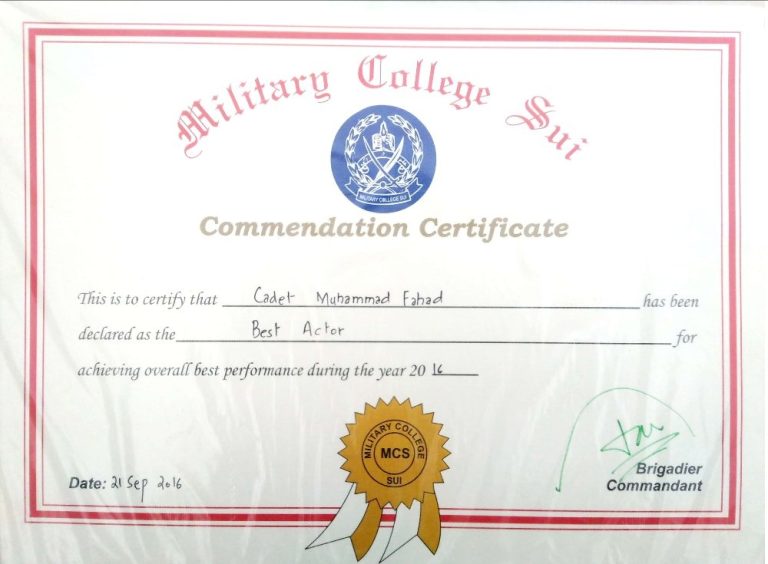 Military College Sui
MILITARY COLLEGE SUI
Commendation Certificate
This is to certify that Cadet Muhammad Fahad has been
declared as the Best Actor for
achieving overall best performance during the year 2016
MILITARY COLLEGE
MCS
SUI
Date: 21 Sep 2016
Brigadier
Commandant